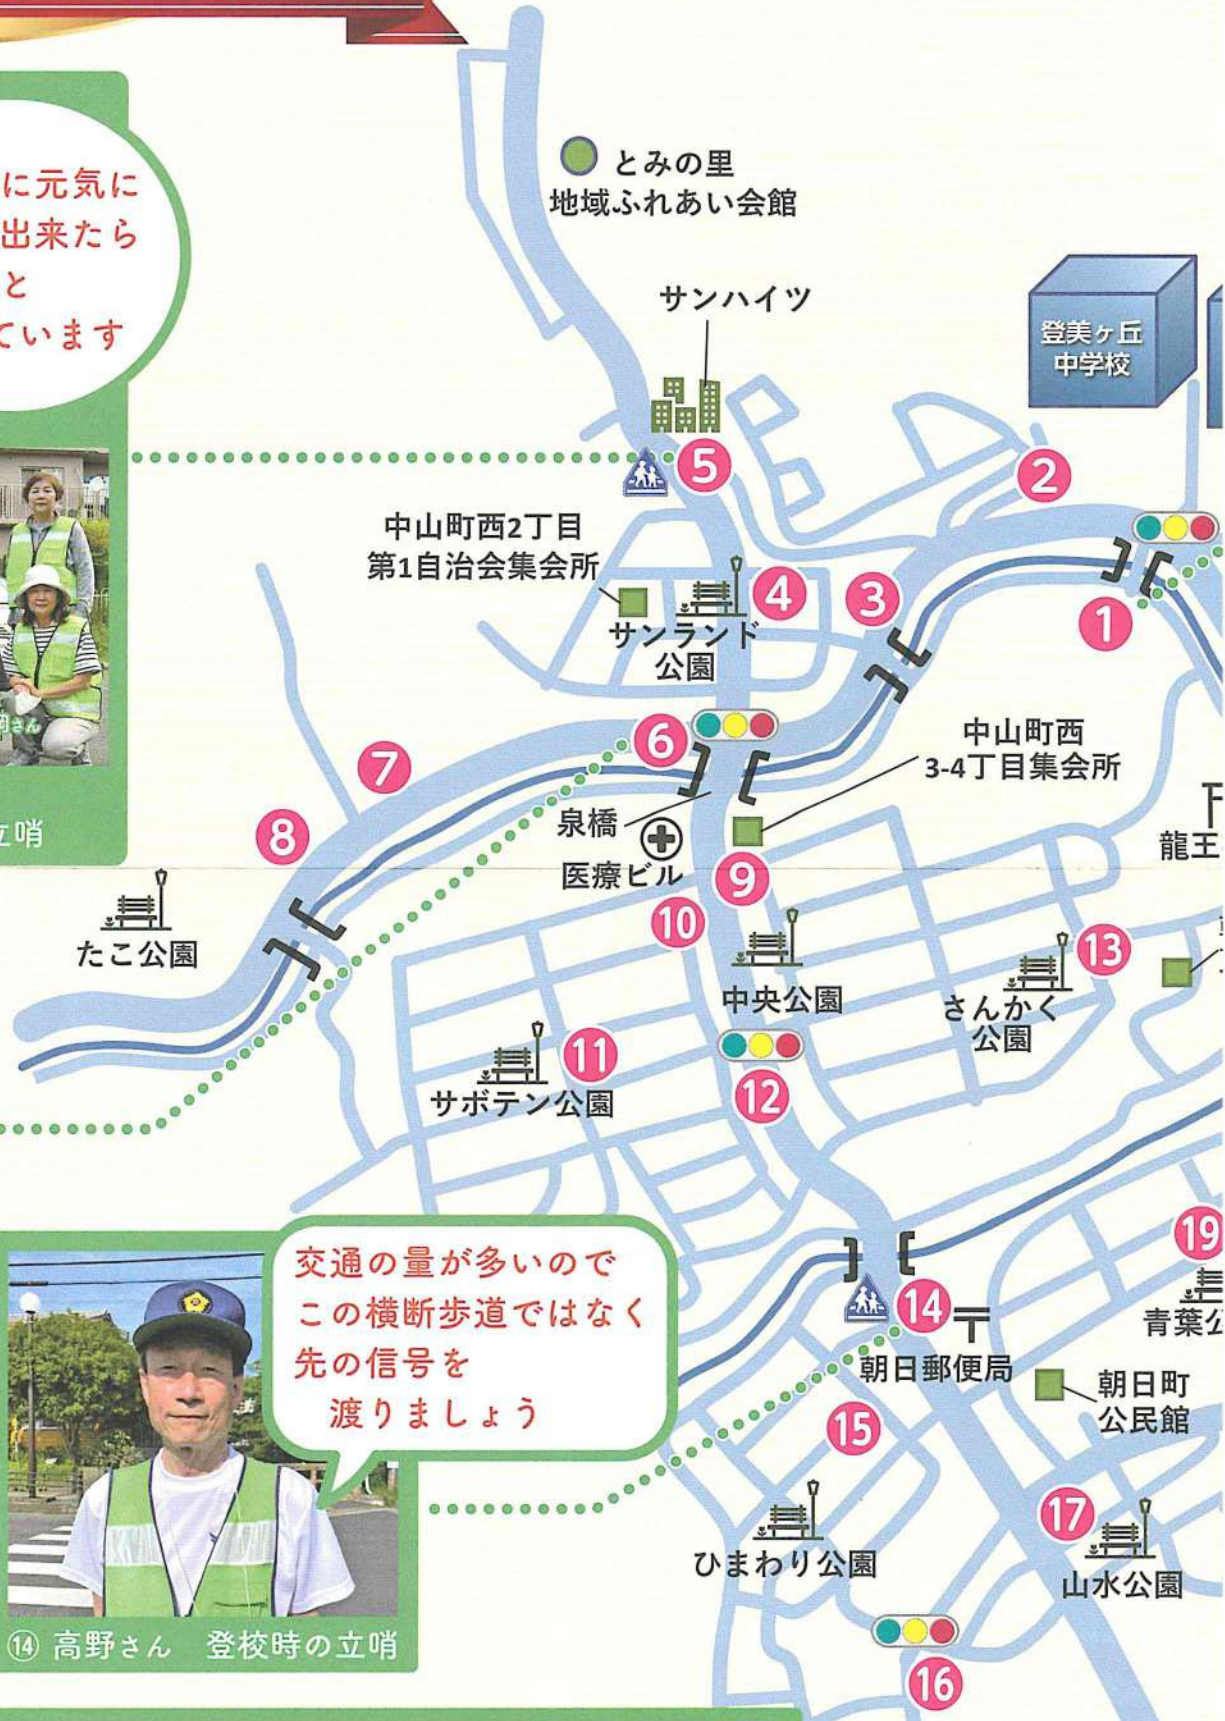 に元気に
出来たら
と
ています
岡さん
立哨
とみの里
地域ふれあい会館
サンハイツ
登美ヶ丘
中学校
5
2
中山町西2丁目
第1自治会集会所
4
3
1
サンランド
公園
6
中山町西
3-4丁目集会所
7
8
泉橋
医療ビル
9
10
龍王
たこ公園
中央公園
13
さんかく
公園
11
サボテン公園
12
19
青葉公
交通の量が多いので
この横断歩道ではなく
先の信号を
渡りましょう
14
朝日郵便局
朝日町
公民館
15
17
ひまわり公園
山水公園
⑭ 高野さん 登校時の立哨
16